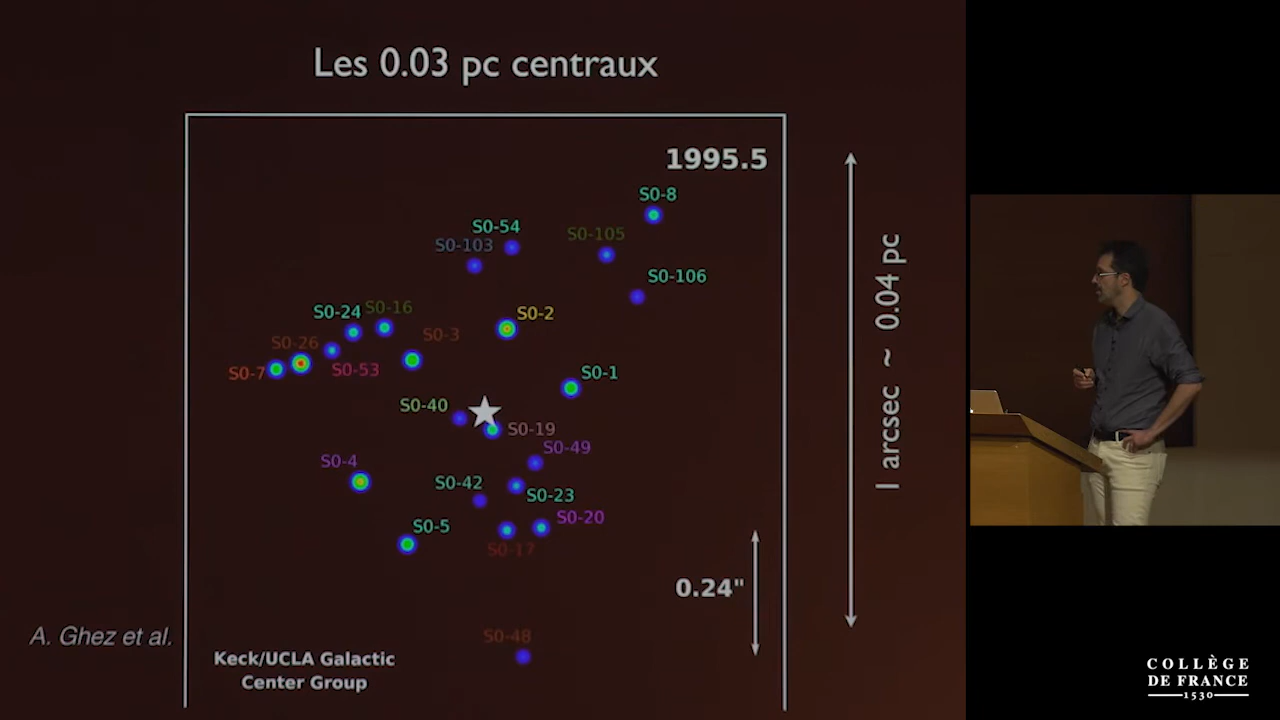 Les 0.03 pc centraux
1995.5
S0-8
S0-54
S0-103
S0-105
S0-106
S0-24
S0-16
S0-2
S0-26
S0-3
S0-7
S0-53
S0-1
S0-40
S0-19
S0-49
S0-4
S0-42
S0-23
S0-20
S0-5
S0-17
0.24"
S0-48
1 arcsec ~ 0.04 pc
A. Ghez et al.
Keck/UCLA Galactic
Center Group
COLLÈGE
DE FRANCE
1530